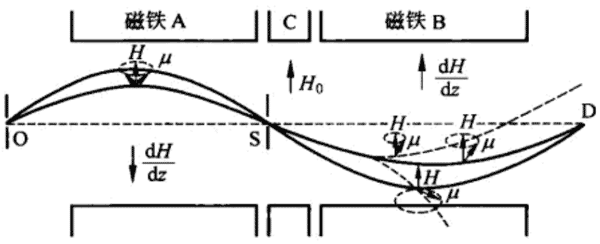 磁铁 A C 磁铁 B
H μ H₀ dH/dz
O S H μ H μ D
dH/dz H μ